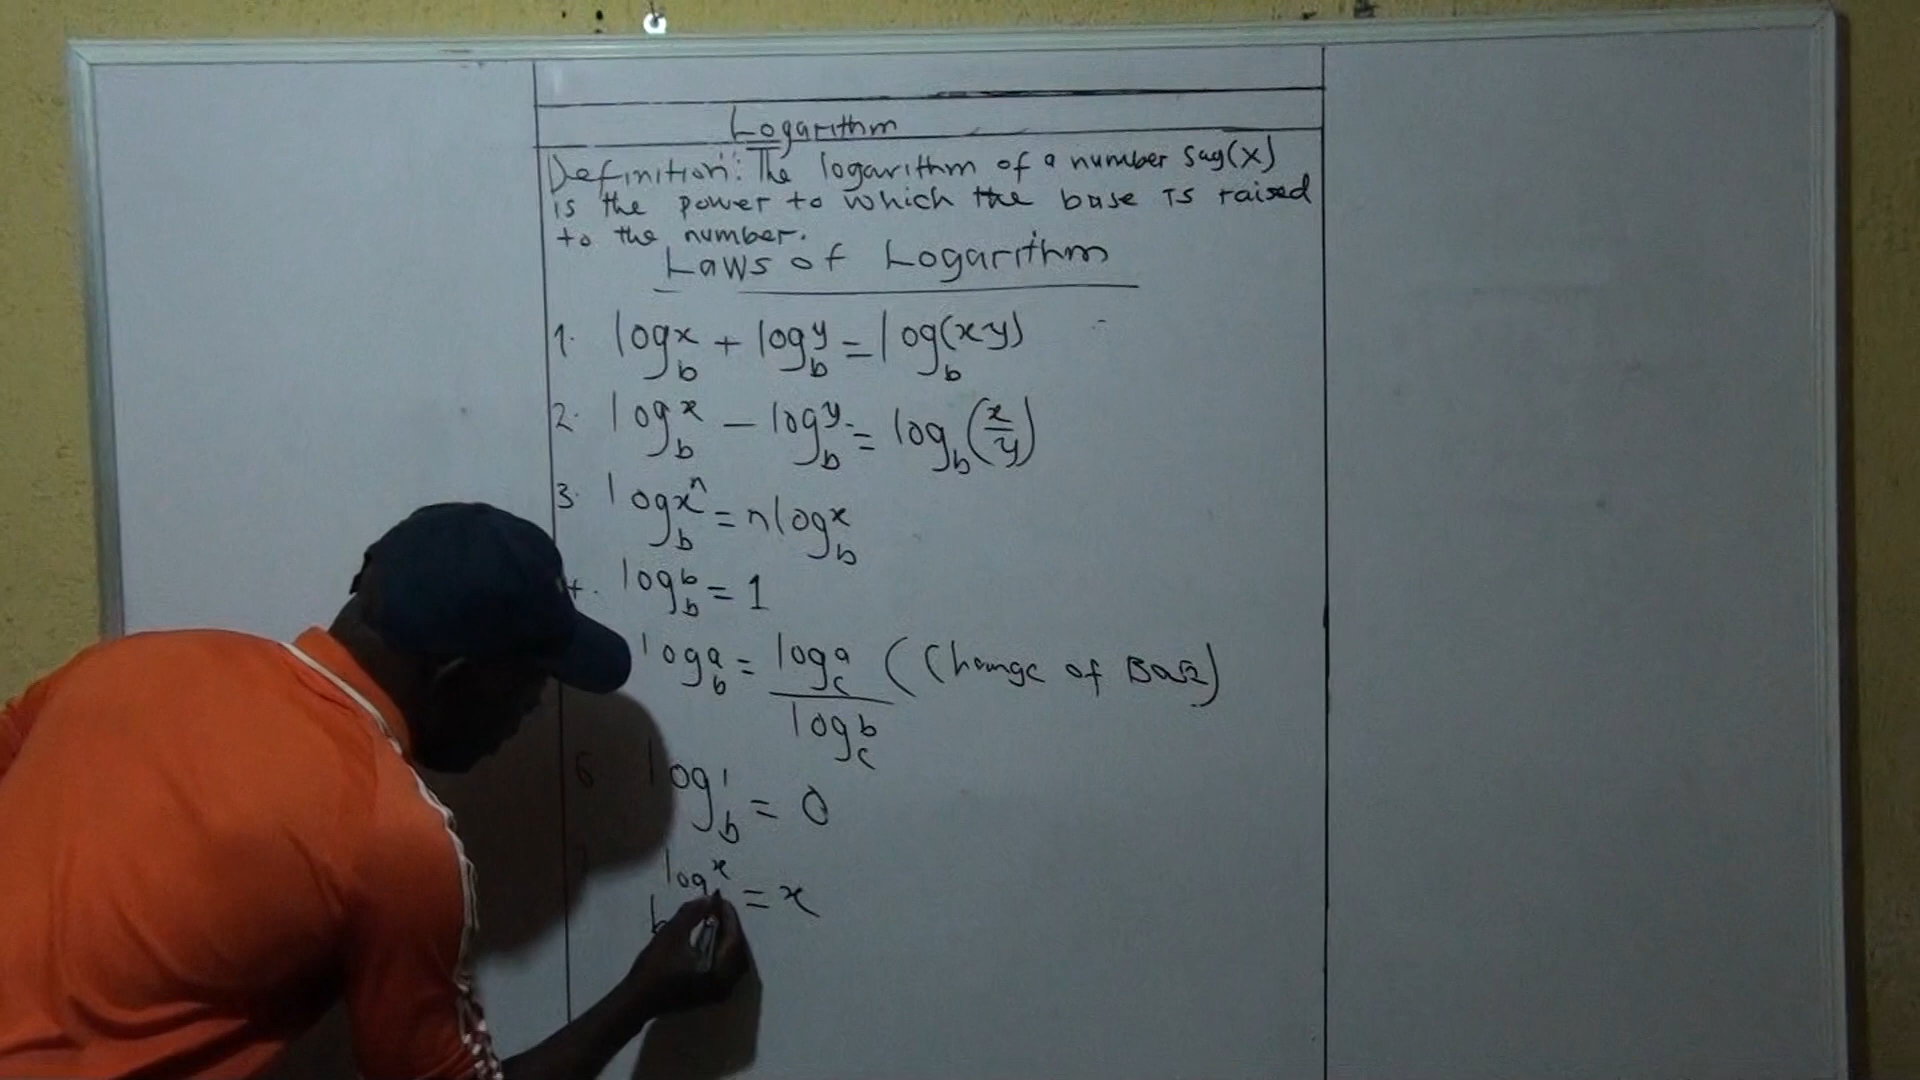 Logarithm
Definition: The logarithm of a number say(x)
is the power to which the base is raised
to the number.
Laws of Logarithm
1. log_b x + log_b y = log_b (xy)
2. log_b x - log_b y = log_b (x/y)
3. log_b x^n = n log_b x
4. log_b b = 1
log_b a = log_c a / log_c b (Change of Base)
6 log_b 1 = 0
7 b^log x = x